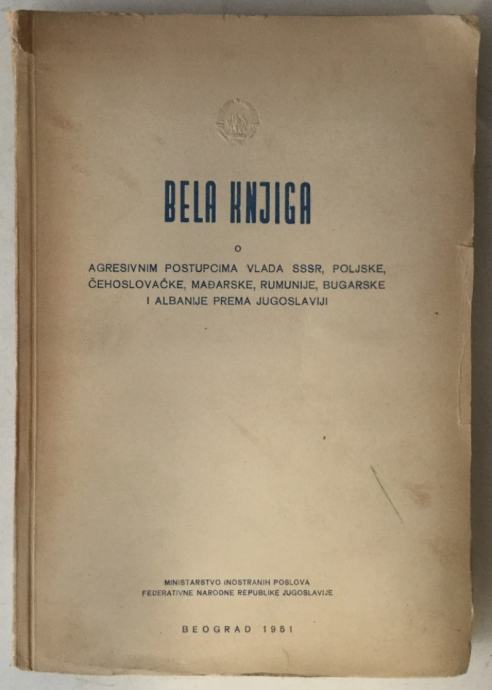 BELA KNJIGA
O
AGRESIVNIM POSTUPCIMA VLADA SSSR, POLJSKE,
ČEHOSLOVAČKE, MAĐARSKE, RUMUNIJE, BUGARSKE
I ALBANIJE PREMA JUGOSLAVIJI
MINISTARSTVO INOSTRANIH POSLOVA
FEDERATIVNE NARODNE REPUBLIKE JUGOSLAVIJE
BEOGRAD 1951